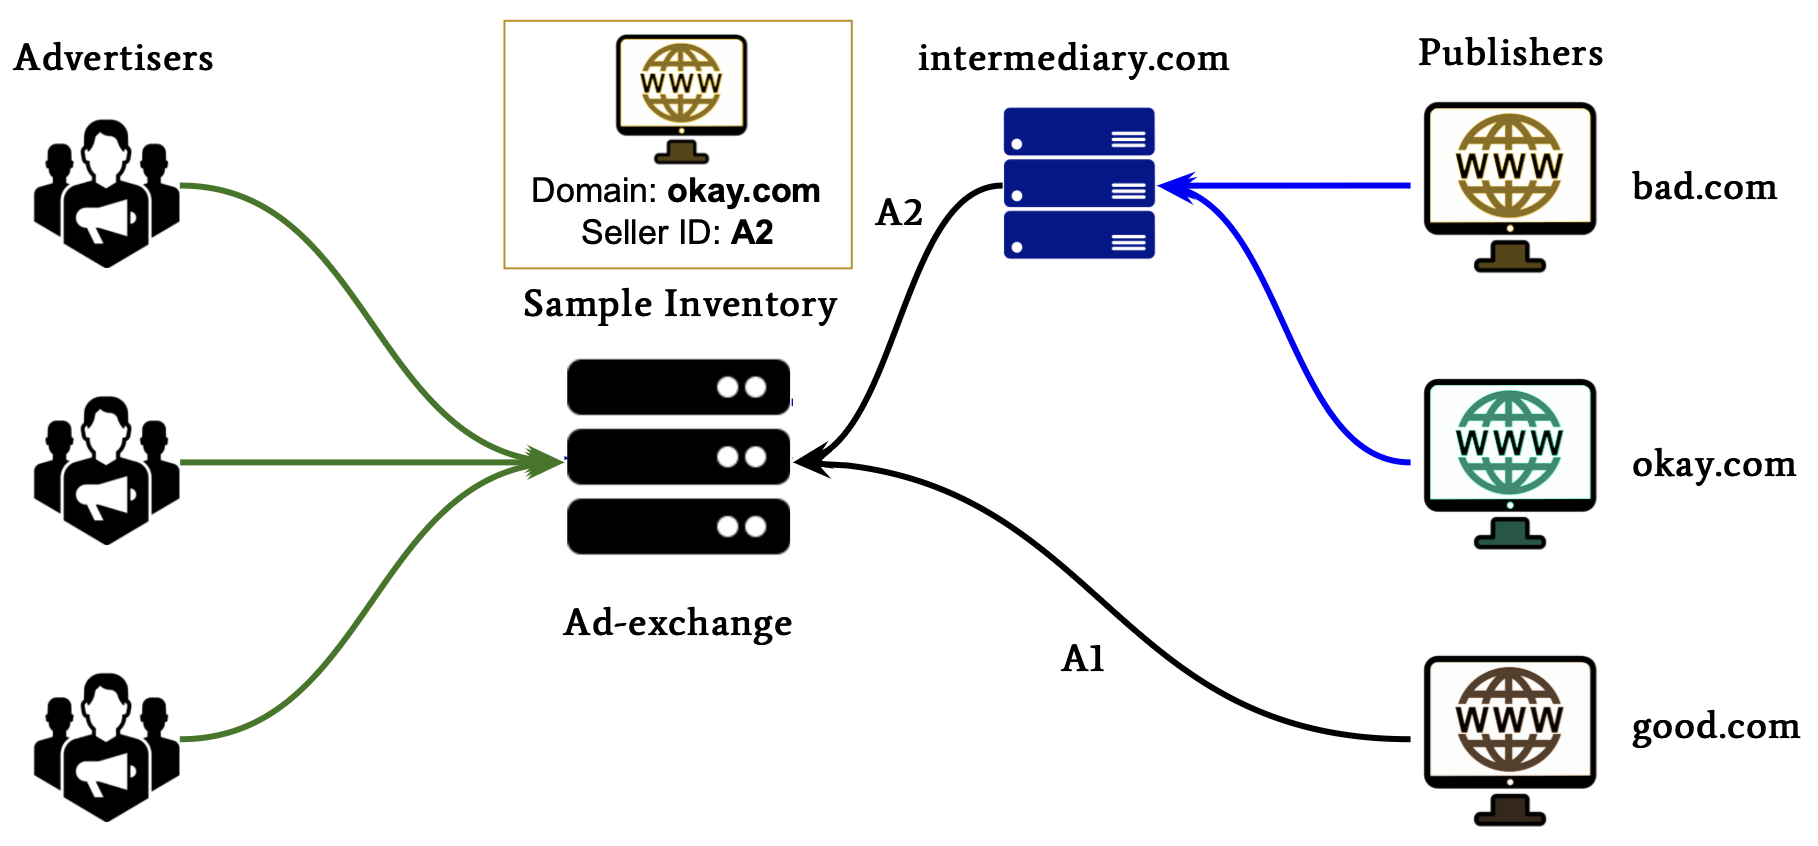 Advertisers
WWW
Domain: okay.com
Seller ID: A2
Sample Inventory
Ad-exchange
intermediary.com
A2
A1
Publishers
WWW
bad.com
WWW
okay.com
WWW
good.com